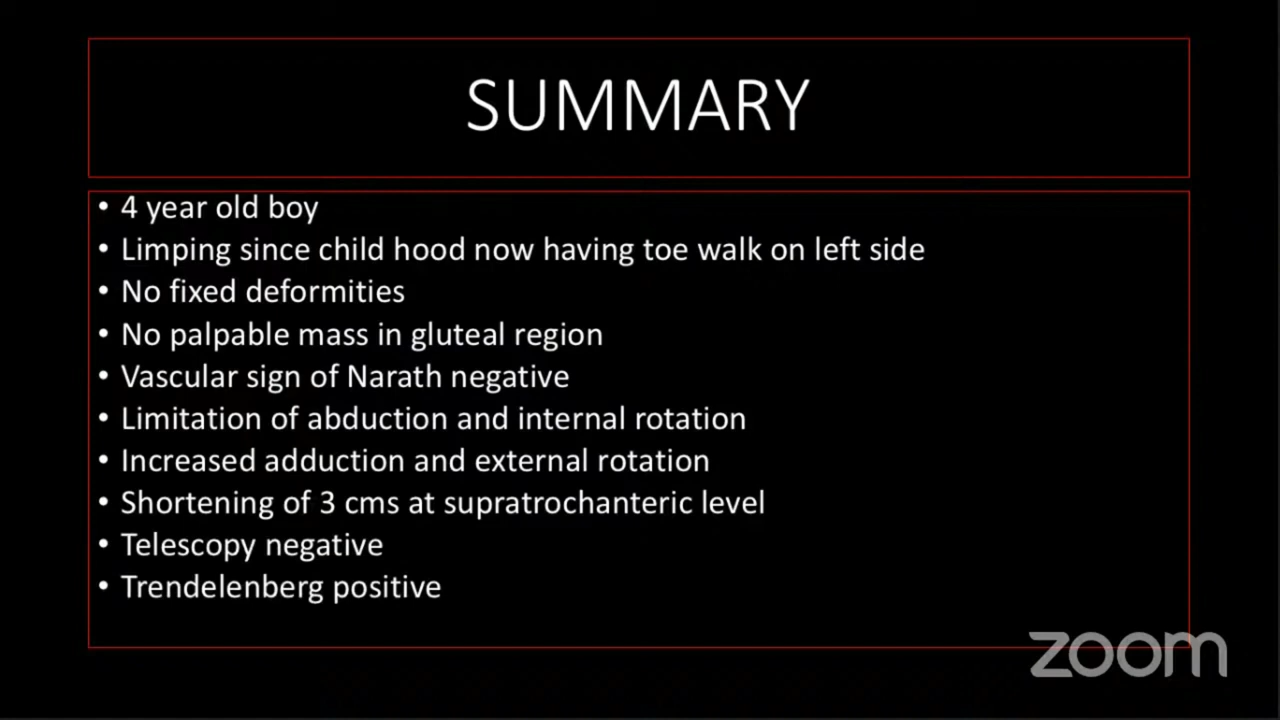 SUMMARY
• 4 year old boy
• Limping since child hood now having toe walk on left side
• No fixed deformities
• No palpable mass in gluteal region
• Vascular sign of Narath negative
• Limitation of abduction and internal rotation
• Increased adduction and external rotation
• Shortening of 3 cms at supratrochanteric level
• Telescopy negative
• Trendelenberg positive
zoom